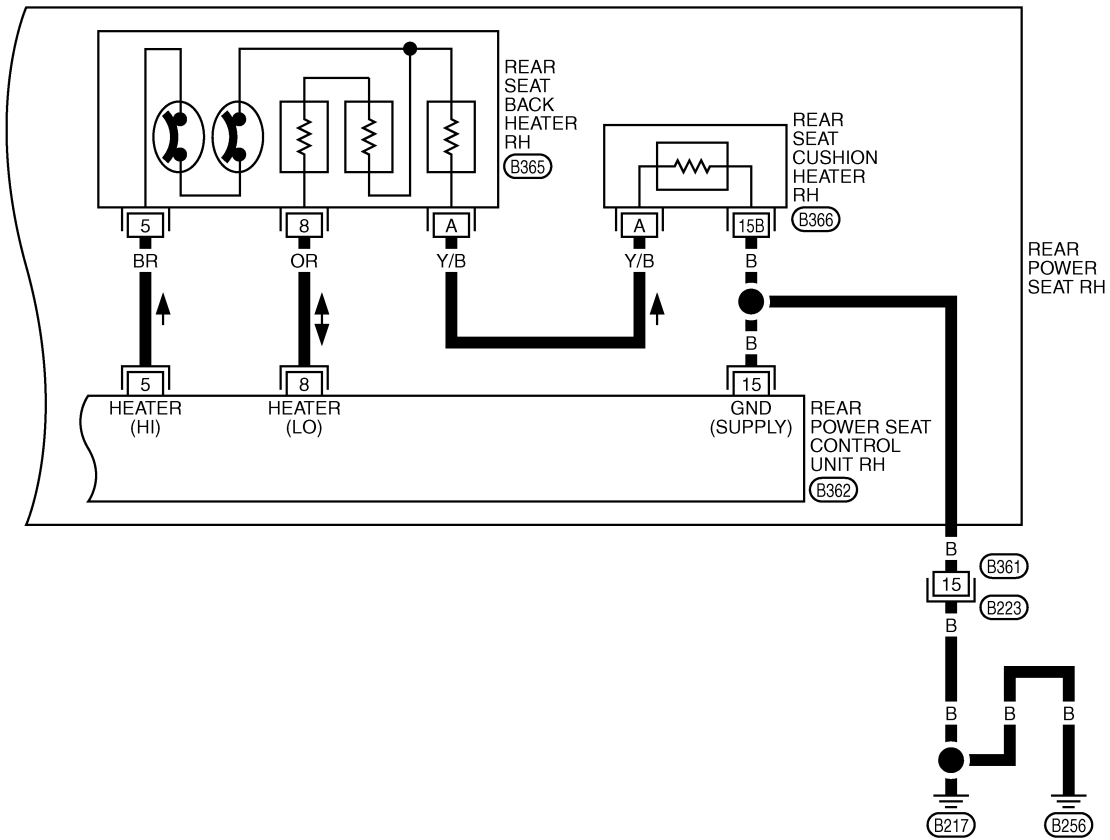 REAR
SEAT
BACK
HEATER
RH
B365
REAR
SEAT
CUSHION
HEATER
RH
B366
5
8
A
A
15B
BR
OR
Y/B
Y/B
B
REAR
POWER
SEAT RH
B
5
8
15
HEATER
(HI)
HEATER
(LO)
GND
(SUPPLY)
REAR
POWER SEAT
CONTROL
UNIT RH
B362
B
B361
15
B223
B
B
B
B
B217
B256